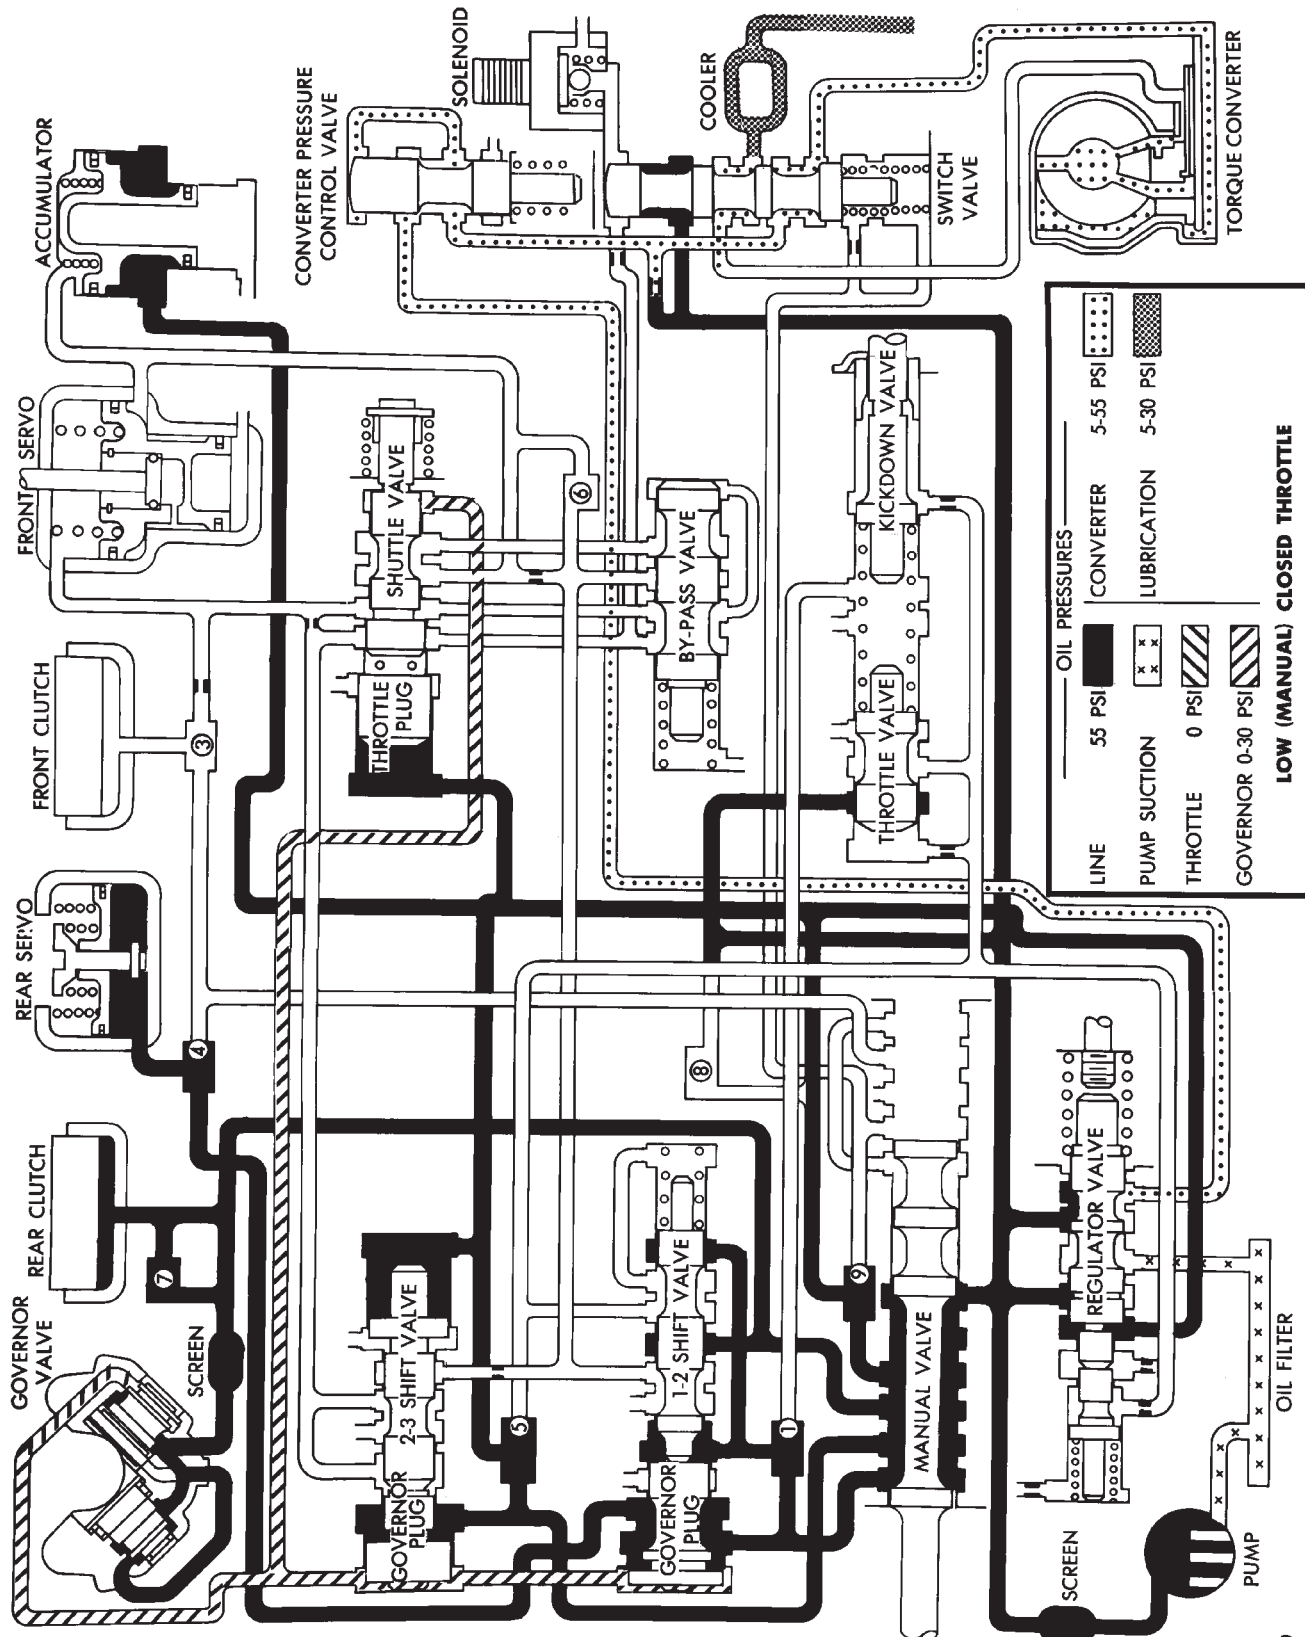 ACCUMULATOR
CONVERTER PRESSURE
CONTROL VALVE
SOLENOID
COOLER
SWITCH
VALVE
TORQUE CONVERTER
FRONT SERVO
SHUTTLE VALVE
THROTTLE
PLUG
FRONT CLUTCH
③
⑥
BY-PASS VALVE
KICKDOWN VALVE
THROTTLE VALVE
REAR SERVO
④
REAR CLUTCH
⑦
⑧
GOVERNOR
VALVE
SCREEN
2-3 SHIFT VALVE
GOVERNOR
PLUG
⑤
1-2 SHIFT VALVE
GOVERNOR
PLUG
①
⑨
MANUAL VALVE
REGULATOR VALVE
OIL FILTER
SCREEN
PUMP
OIL PRESSURES
LINE 55 PSI
CONVERTER 5-55 PSI
PUMP SUCTION
LUBRICATION 5-30 PSI
THROTTLE 0 PSI
GOVERNOR 0-30 PSI
LOW (MANUAL) CLOSED THROTTLE